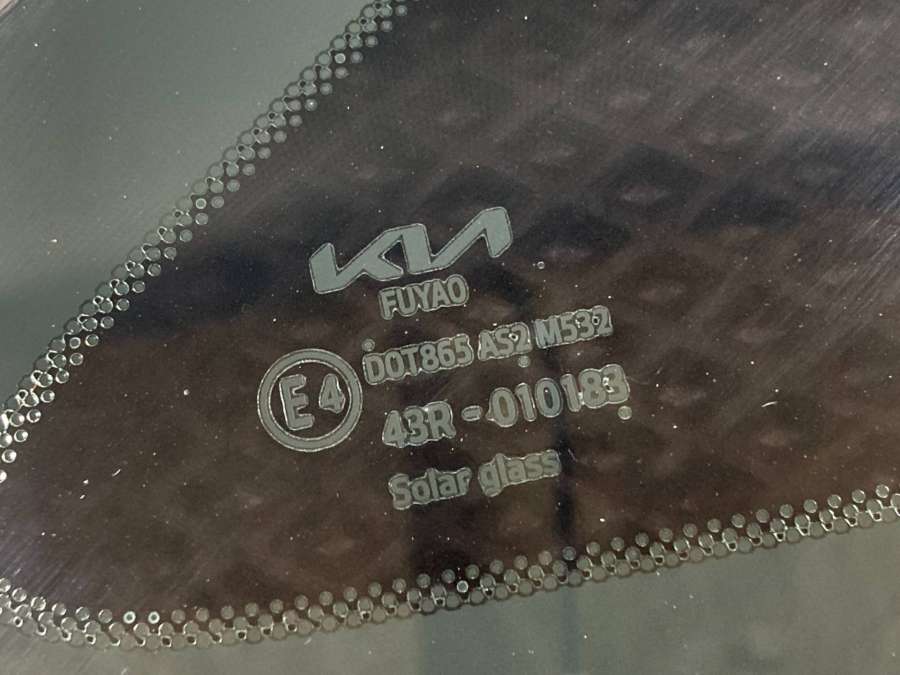 KIA
FUYAO
DOT865 AS2 M532
E4
43R - 010183
Solar glass